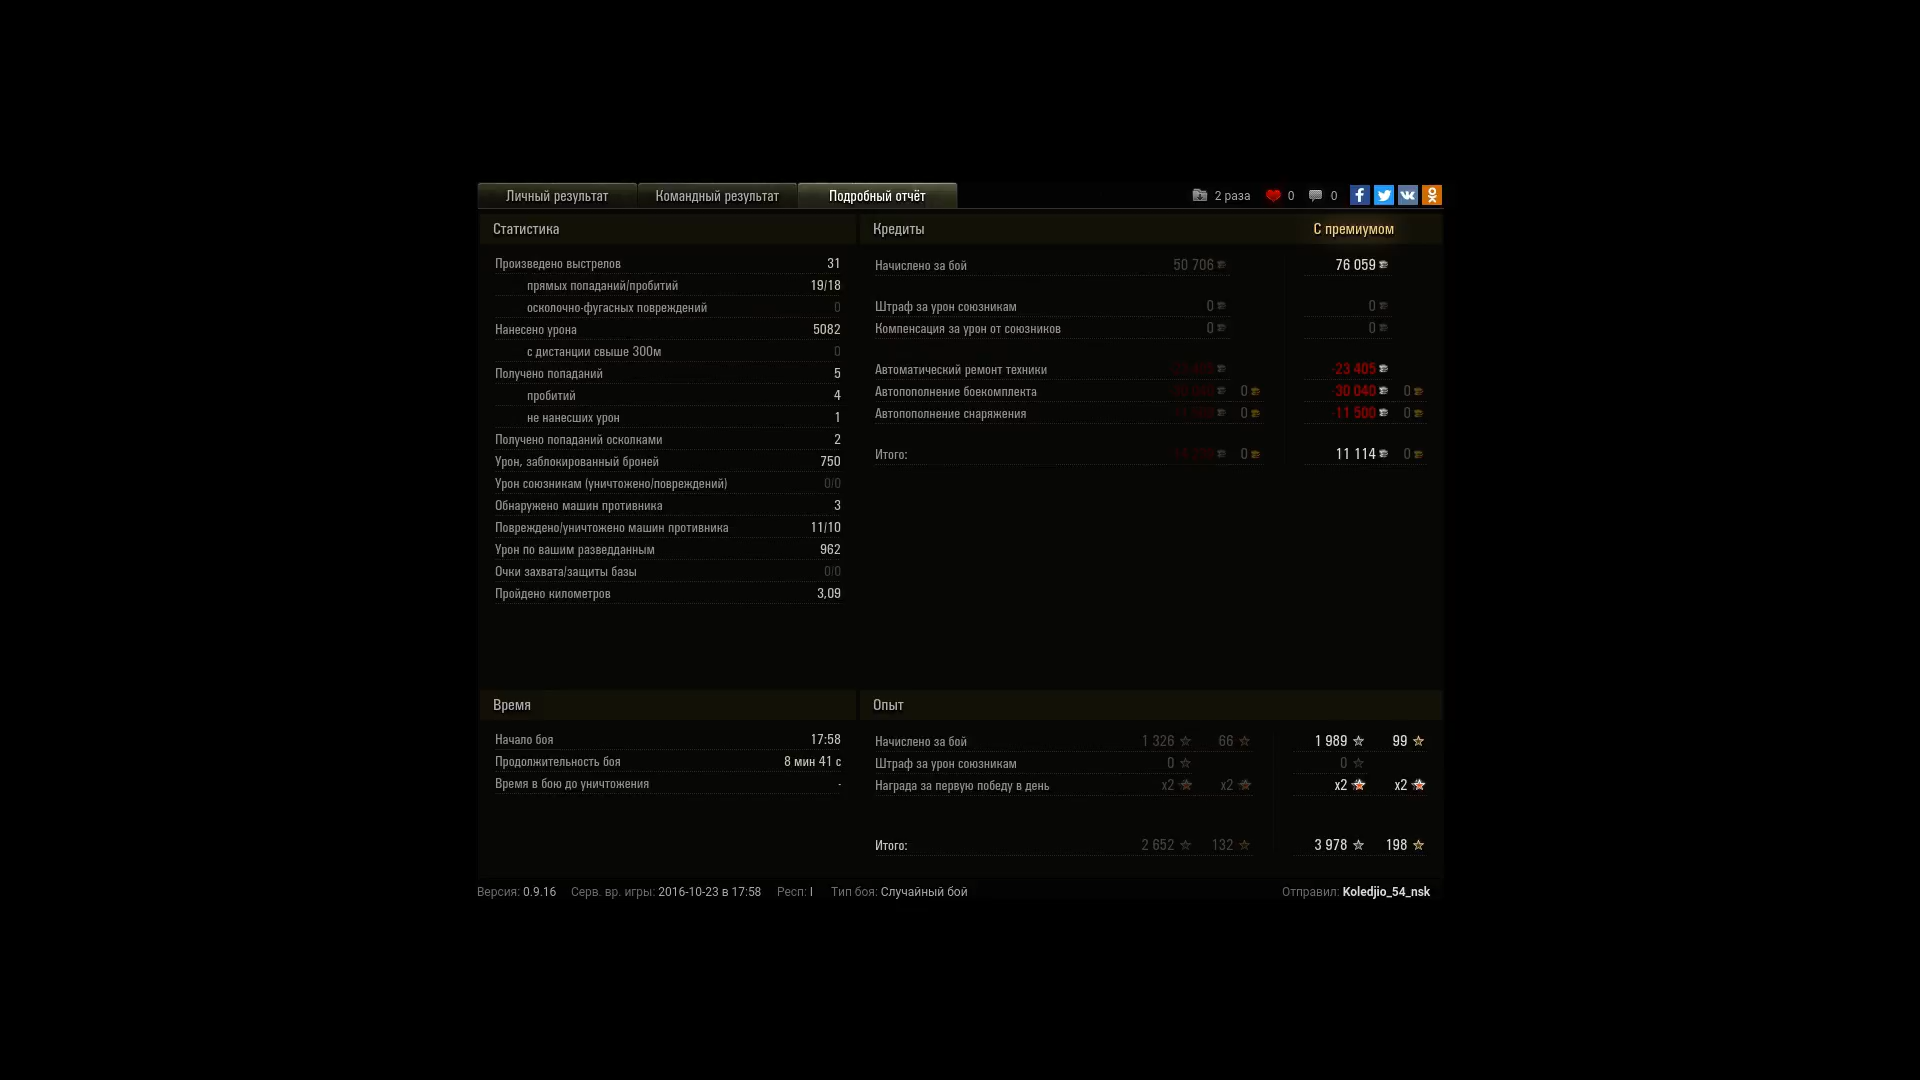 Личный результат Командный результат Подробный отчёт 2 раза 0 0
Статистика
Произведено выстрелов 31
прямых попаданий/пробитий 19/18
осколочно-фугасных повреждений 0
Нанесено урона 5082
с дистанции свыше 300м 0
Получено попаданий 5
пробитий 4
не нанесших урон 1
Получено попаданий осколками 2
Урон, заблокированный броней 750
Урон союзникам (уничтожено/повреждений) 0/0
Обнаружено машин противника 3
Повреждено/уничтожено машин противника 11/10
Урон по вашим разведданным 962
Очки захвата/защиты базы 0/0
Пройдено километров 3,09
Кредиты С премиумом
Начислено за бой 50 706 76 059
Штраф за урон союзникам 0 0
Компенсация за урон от союзников 0 0
Автоматический ремонт техники -23 405
Автопополнение боекомплекта 0 -30 040 0
Автопополнение снаряжения 0 -11 500 0
Итого: 0 11 114 0
Время
Начало боя 17:58
Продолжительность боя 8 мин 41 с
Время в бою до уничтожения -
Опыт
Начислено за бой 1 326 66 1 989 99
Штраф за урон союзникам 0 0
Награда за первую победу в день x2 x2 x2 x2
Итого: 2 652 132 3 978 198
Версия: 0.9.16 Серв. вр. игры: 2016-10-23 в 17:58 Респ: I Тип боя: Случайный бой Отправил: Koledjio_54_nsk